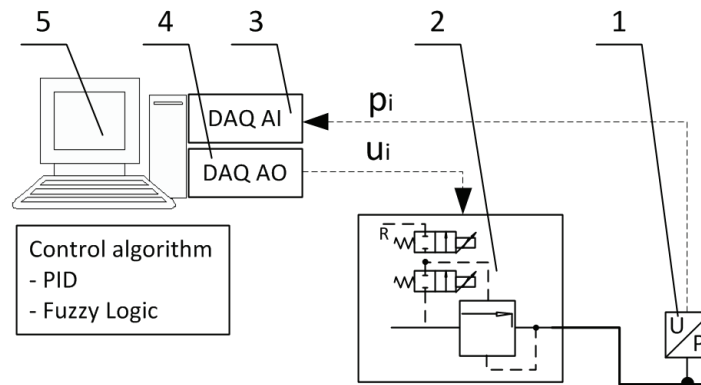 5
4
3
2
1
DAQ AI
pi
DAQ AO
ui
R
Control algorithm
- PID
- Fuzzy Logic
U
P